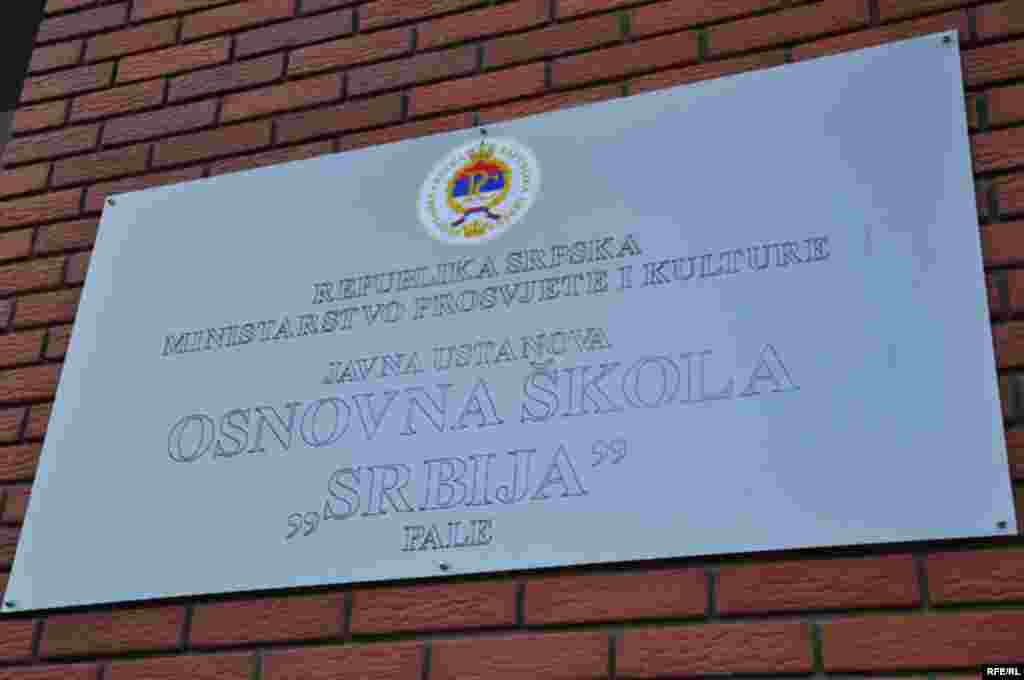 REPUBLIKA SRPSKA
MINISTARSTVO PROSVJETE I KULTURE
JAVNA USTANOVA
OSNOVNA ŠKOLA
„SRBIJA”
PALE
RFE/RL